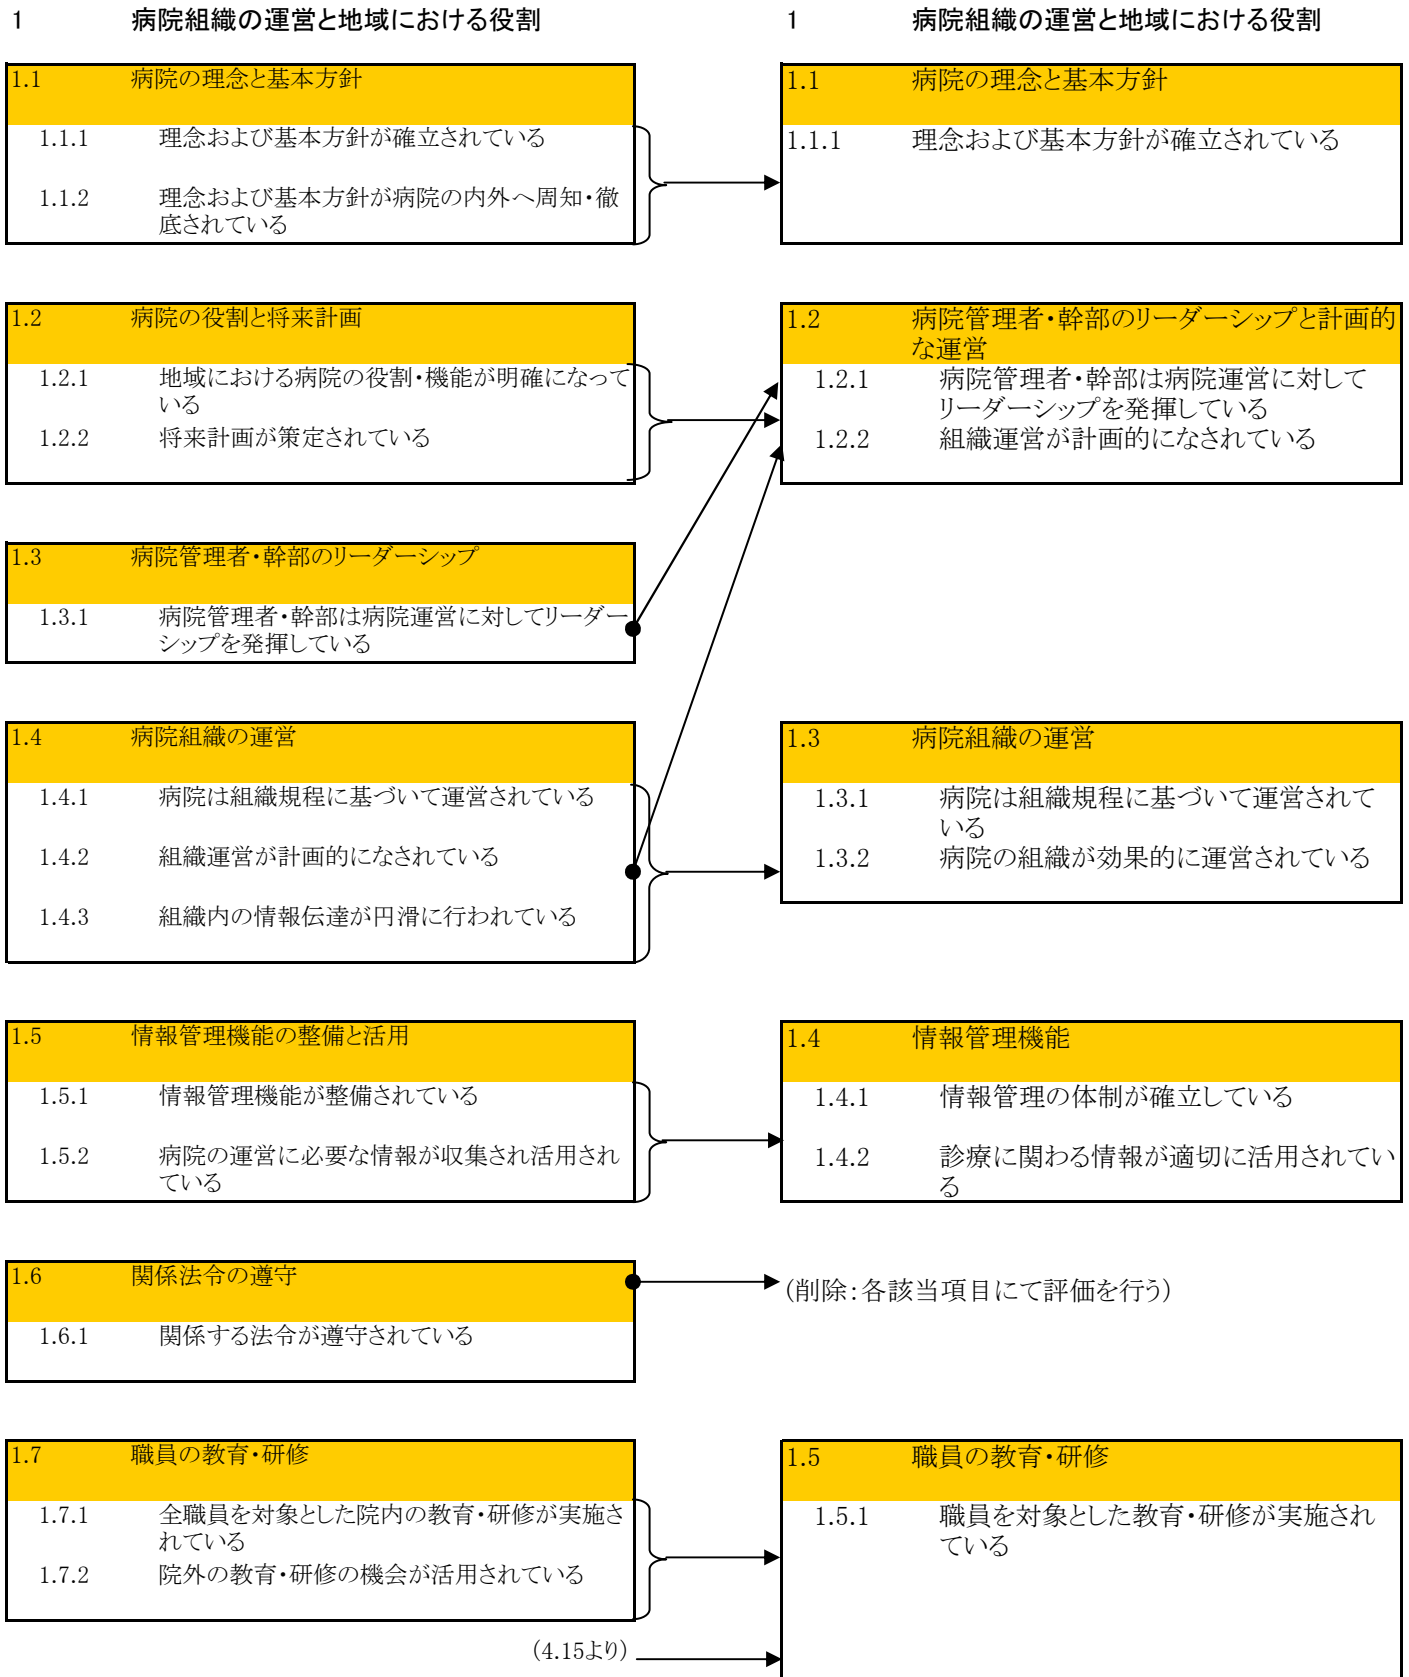 1 病院組織の運営と地域における役割
1.1 病院の理念と基本方針
1.1.1 理念および基本方針が確立されている
1.1.2 理念および基本方針が病院の内外へ周知・徹
底されている
1.2 病院の役割と将来計画
1.2.1 地域における病院の役割・機能が明確になって
いる
1.2.2 将来計画が策定されている
1.3 病院管理者・幹部のリーダーシップ
1.3.1 病院管理者・幹部は病院運営に対してリーダー
シップを発揮している
1.4 病院組織の運営
1.4.1 病院は組織規程に基づいて運営されている
1.4.2 組織運営が計画的になされている
1.4.3 組織内の情報伝達が円滑に行われている
1.5 情報管理機能の整備と活用
1.5.1 情報管理機能が整備されている
1.5.2 病院の運営に必要な情報が収集され活用され
ている
1.6 関係法令の遵守
1.6.1 関係する法令が遵守されている
1.7 職員の教育・研修
1.7.1 全職員を対象とした院内の教育・研修が実施さ
れている
1.7.2 院外の教育・研修の機会が活用されている
(4.15より)
1 病院組織の運営と地域における役割
1.1 病院の理念と基本方針
1.1.1 理念および基本方針が確立されている
1.2 病院管理者・幹部のリーダーシップと計画的
な運営
1.2.1 病院管理者・幹部は病院運営に対して
リーダーシップを発揮している
1.2.2 組織運営が計画的になされている
1.3 病院組織の運営
1.3.1 病院は組織規程に基づいて運営されて
いる
1.3.2 病院の組織が効果的に運営されている
1.4 情報管理機能
1.4.1 情報管理の体制が確立している
1.4.2 診療に関わる情報が適切に活用されてい
る
(削除：各該当項目にて評価を行う)
1.5 職員の教育・研修
1.5.1 職員を対象とした教育・研修が実施され
ている